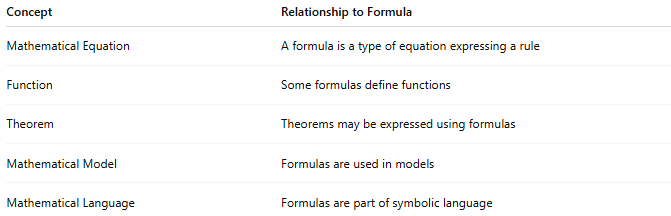 Concept Relationship to Formula
Mathematical Equation A formula is a type of equation expressing a rule
Function Some formulas define functions
Theorem Theorems may be expressed using formulas
Mathematical Model Formulas are used in models
Mathematical Language Formulas are part of symbolic language